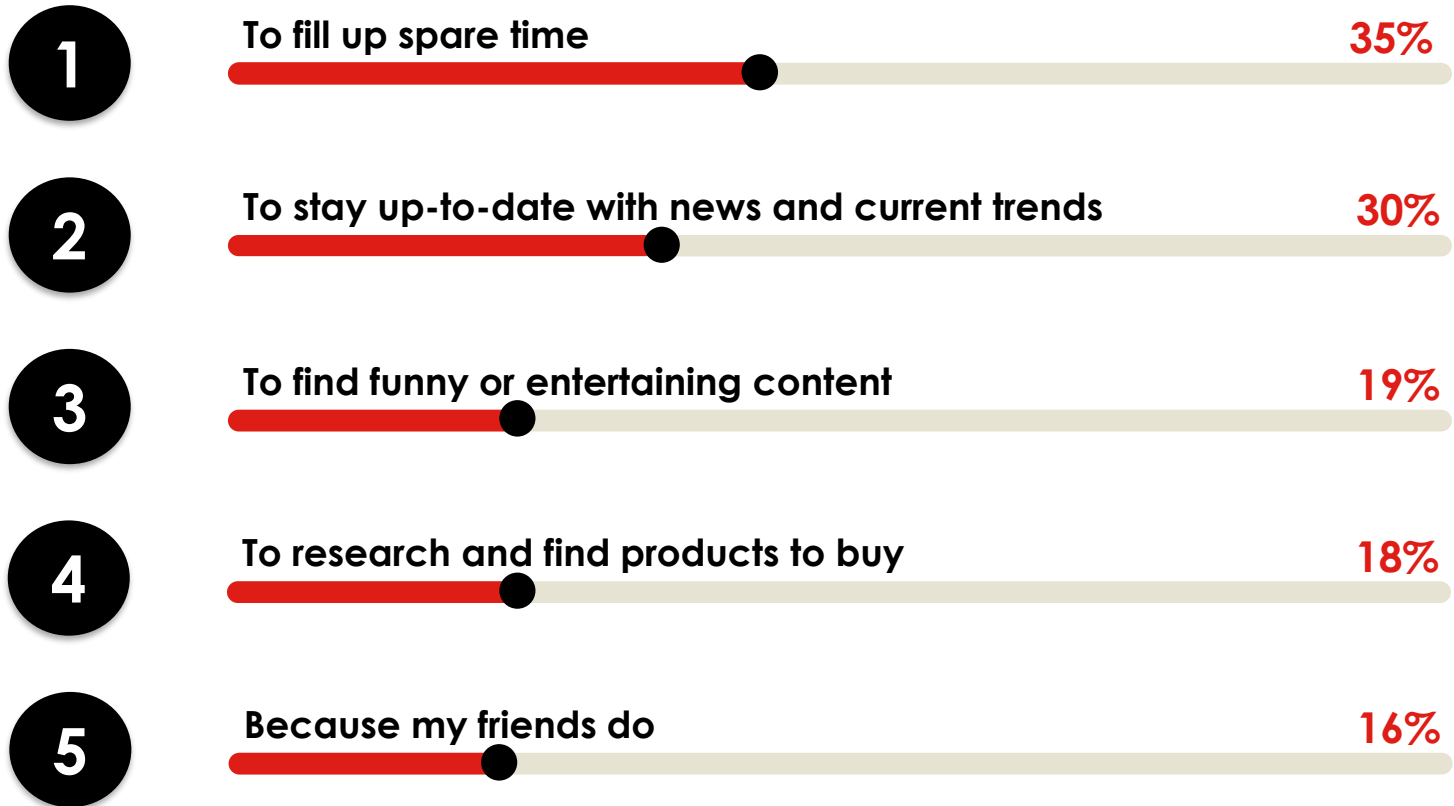 1
To fill up spare time 35%
2
To stay up-to-date with news and current trends 30%
3
To find funny or entertaining content 19%
4
To research and find products to buy 18%
5
Because my friends do 16%